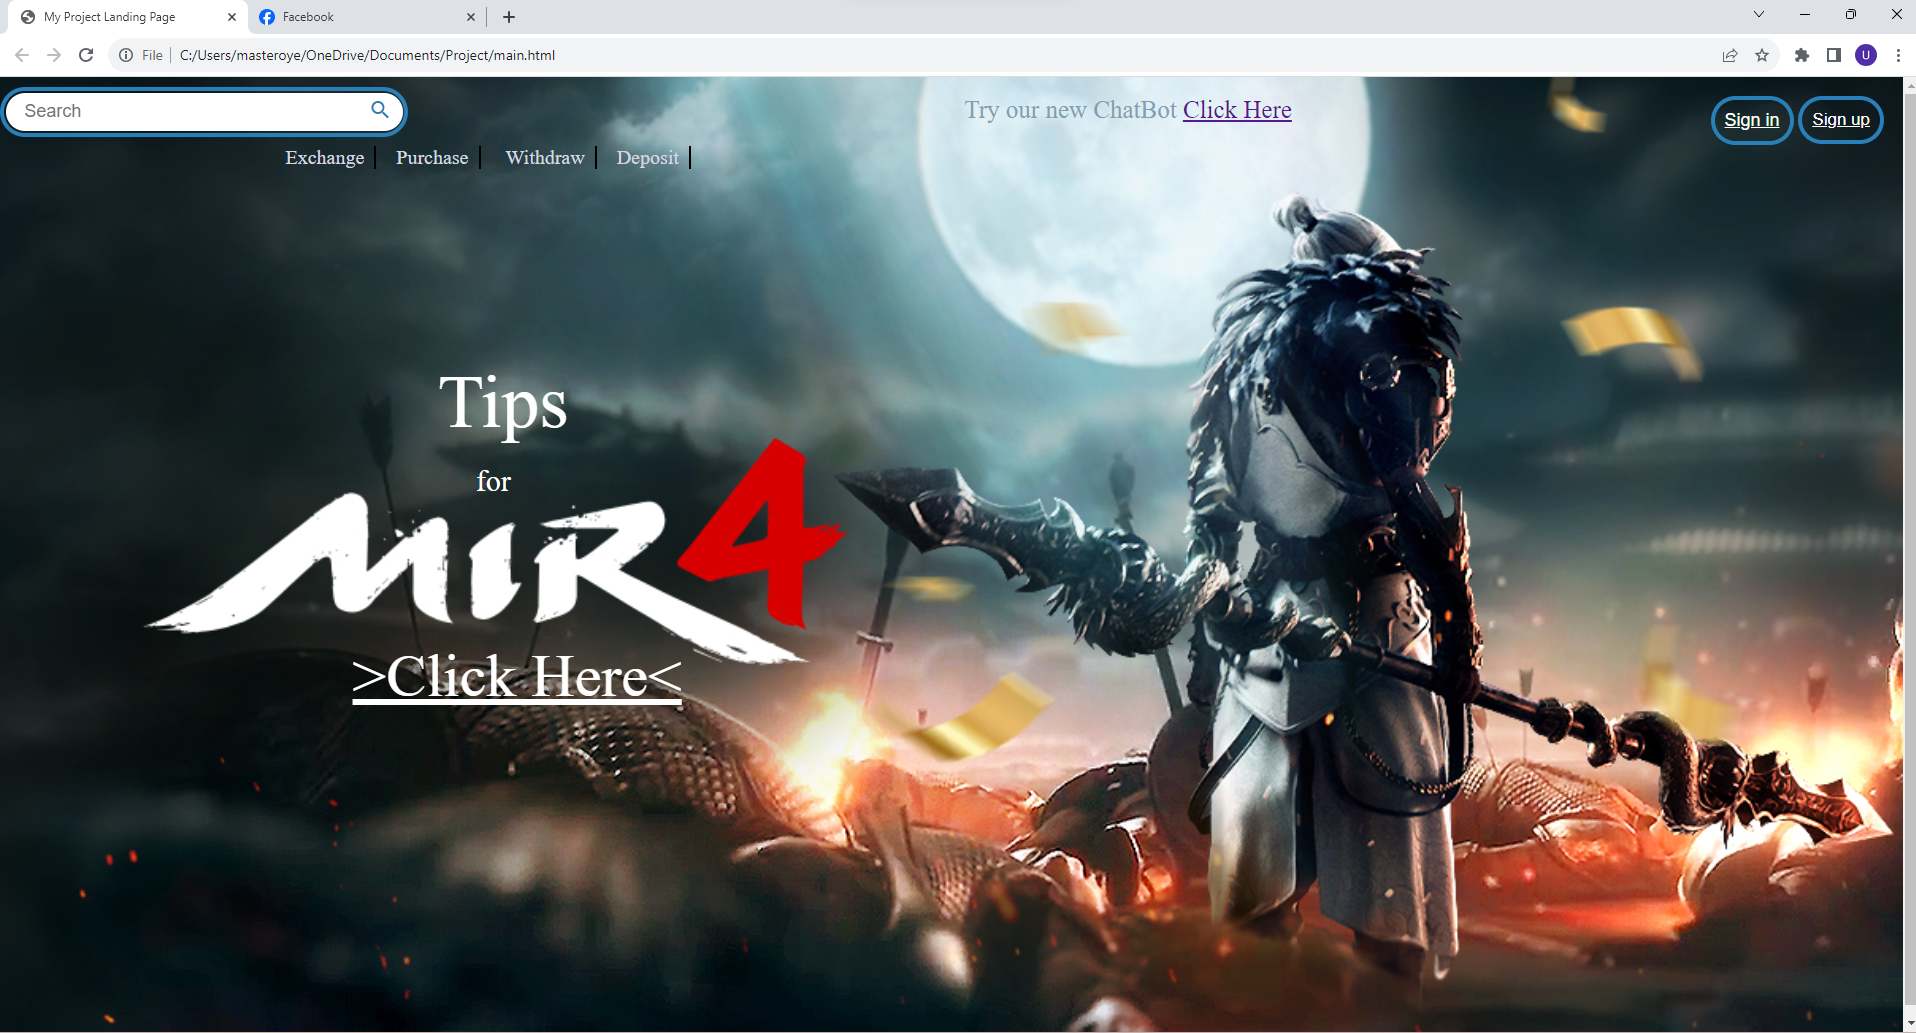 My Project Landing Page
Facebook
File
C:/Users/masteroye/OneDrive/Documents/Project/main.html
U
Search
Try our new ChatBot Click Here
Sign in
Sign up
Exchange
Purchase
Withdraw
Deposit
Tips
for
MIR4
>Click Here<